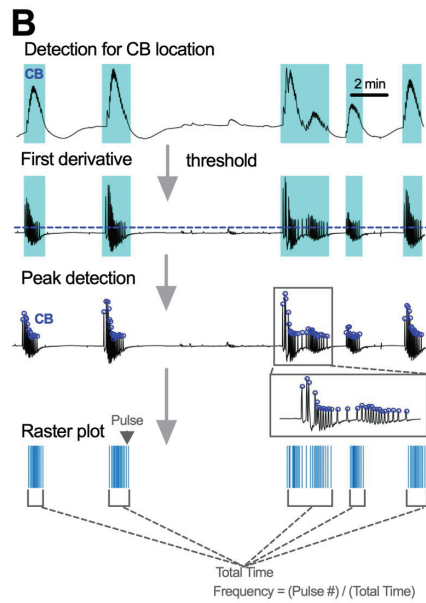 B
Detection for CB location
CB
2 min
First derivative
threshold
Peak detection
CB
Pulse
Raster plot
Total Time
Frequency = (Pulse #) / (Total Time)